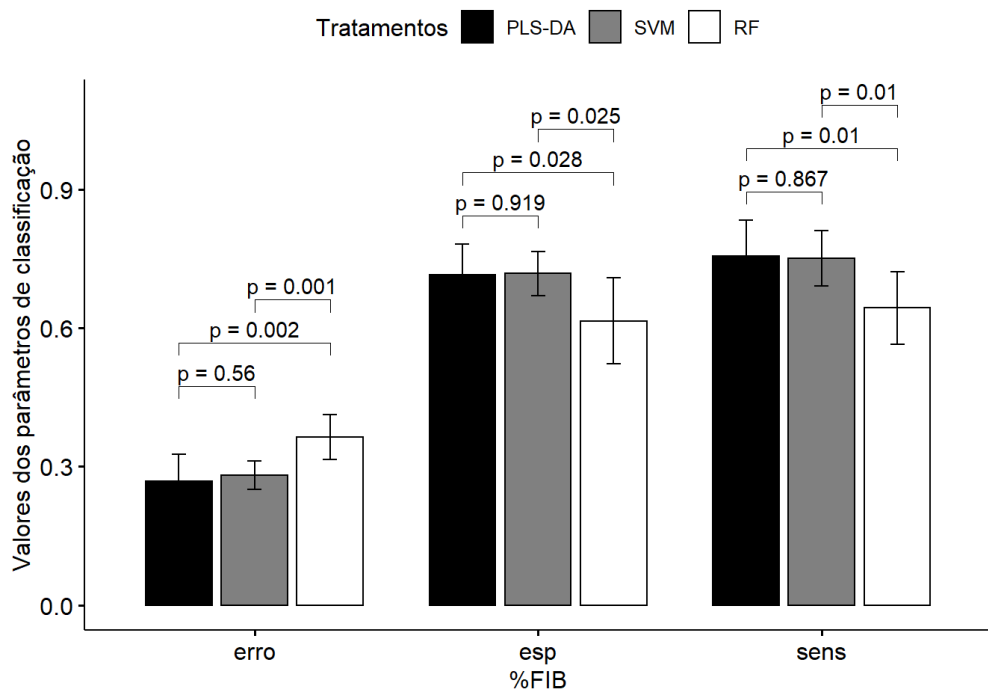 Tratamentos PLS-DA SVM RF
Valores dos parâmetros de classificação
0.9
0.6
0.3
0.0
p = 0.001
p = 0.002
p = 0.56
p = 0.025
p = 0.028
p = 0.919
p = 0.01
p = 0.01
p = 0.867
erro esp sens
%FIB